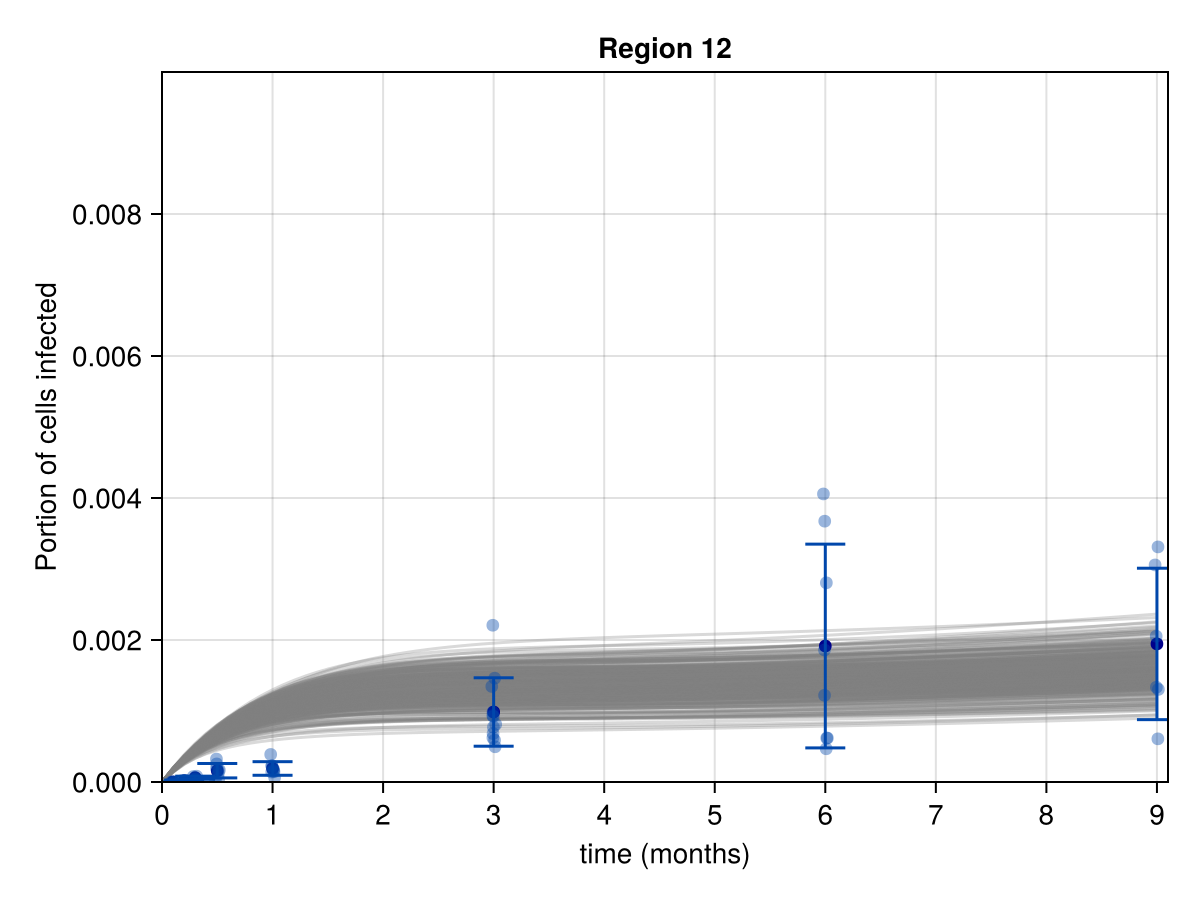 Region 12
Portion of cells infected
0.008
0.006
0.004
0.002
0.000
0 1 2 3 4 5 6 7 8 9
time (months)